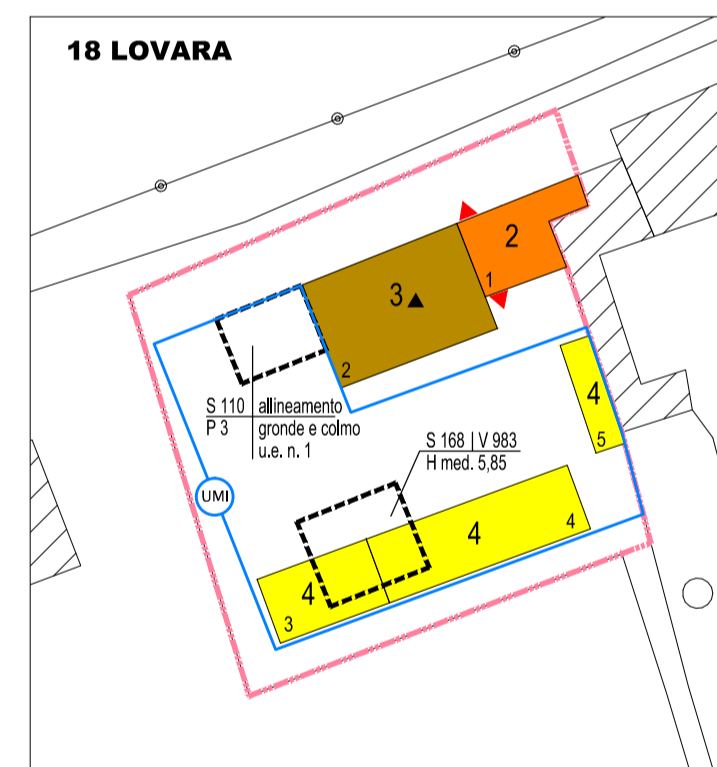 18 LOVARA
2
1
3
2
4
5
S 110 allineamento
P 3 gronde e colmo
u.e. n. 1
S 168 | V 983
H med. 5,85
UMI
4
4
4
3